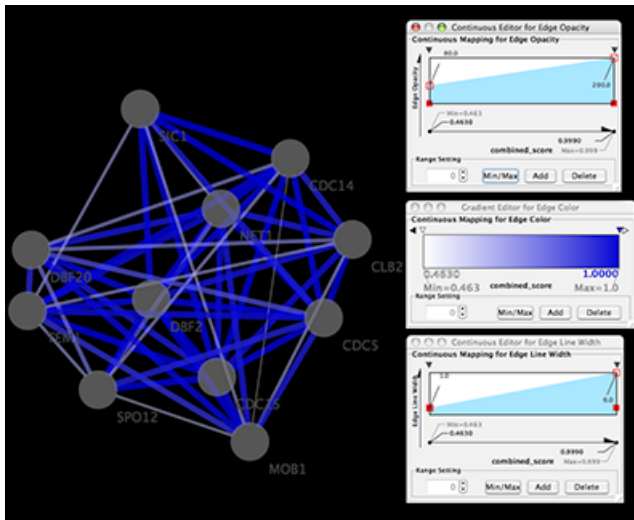 SIC1
CDC14
NET1
CLB2
DBF20
DBF2
TEM1
CDC5
CDC15
SPO12
MOB1
Continuous Editor for Edge Opacity
Continuous Mapping for Edge Opacity
80.0
Edge Opacity
200.0
Min=0.463
0.4630
0.9990
combined_score Max=0.999
Range Setting
0 Min/Max Add Delete
Gradient Editor for Edge Color
Continuous Mapping for Edge Color
0.4630 1.0000
Min=0.463 combined_score Max=1.0
Range Setting
0 Min/Max Add Delete
Continuous Editor for Edge Line Width
Continuous Mapping for Edge Line Width
1.0
Edge Line Width
6.0
Min=0.463
0.4630
0.9990
combined_score Max=0.999
Range Setting
0 Min/Max Add Delete